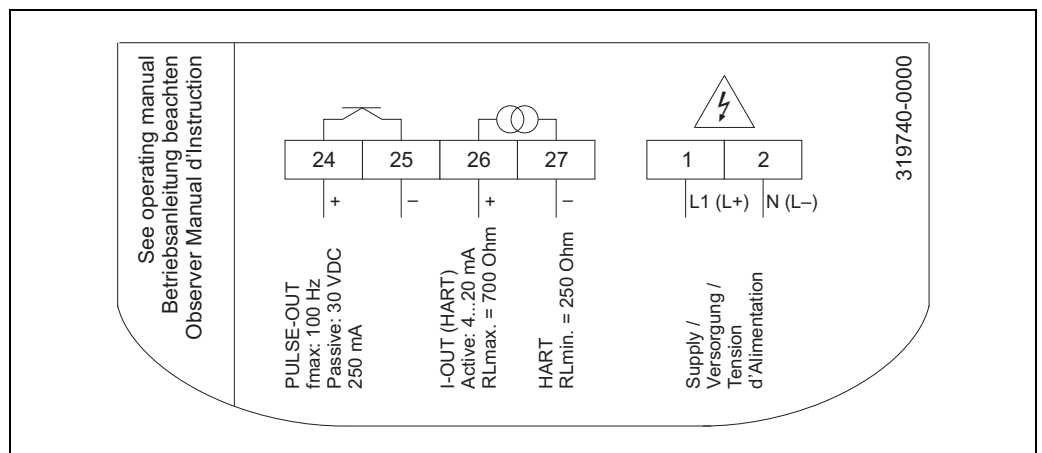 See operating manual
Betriebsanleitung beachten
Observer Manual d'Instruction
24 25 26 27
+ – + –
PULSE-OUT
fmax: 100 Hz
Passive: 30 VDC
250 mA
I-OUT (HART)
Active: 4...20 mA
RLmax. = 700 Ohm
HART
RLmin. = 250 Ohm
1 2
L1 (L+) N (L–)
Supply /
Versorgung /
Tension
d'Alimentation
319740-0000